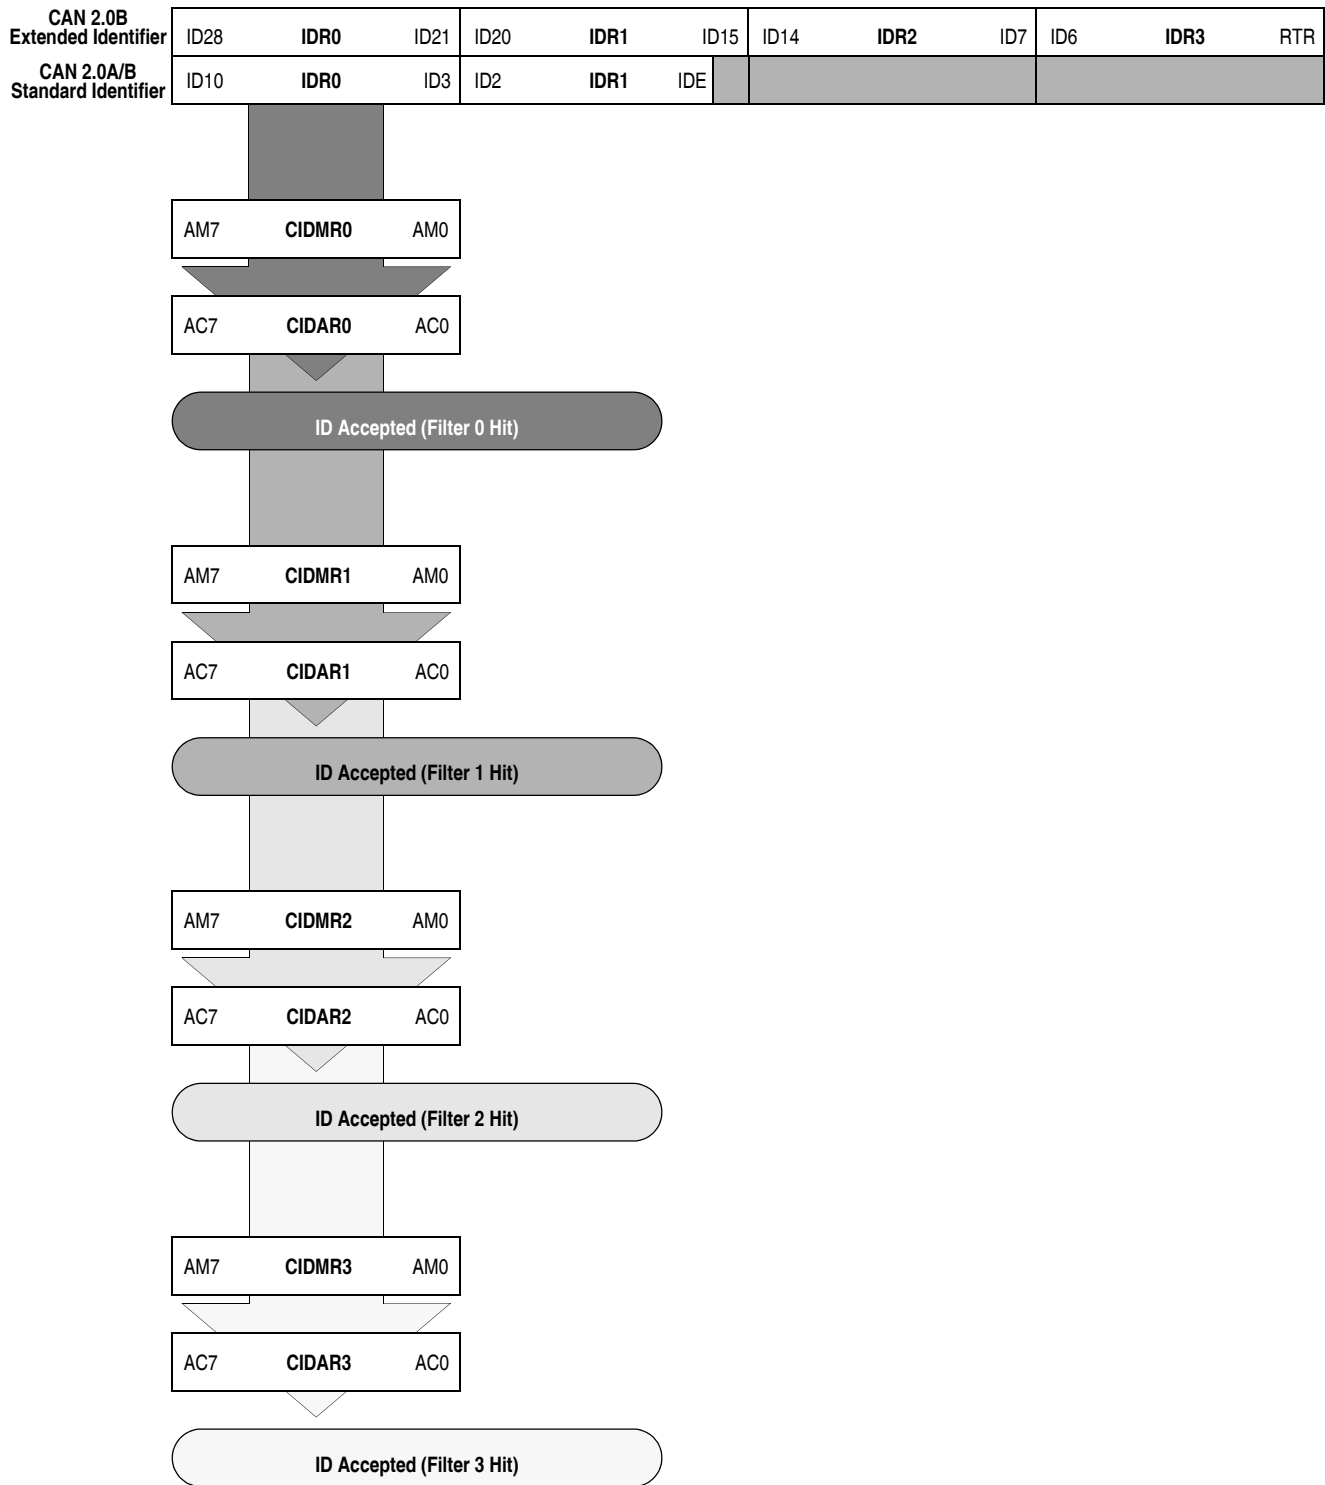 CAN 2.0B
Extended Identifier ID28 IDR0 ID21 ID20 IDR1 ID15 ID14 IDR2 ID7 ID6 IDR3 RTR
CAN 2.0A/B
Standard Identifier ID10 IDR0 ID3 ID2 IDR1 IDE
AM7 CIDMR0 AM0
AC7 CIDAR0 AC0
ID Accepted (Filter 0 Hit)
AM7 CIDMR1 AM0
AC7 CIDAR1 AC0
ID Accepted (Filter 1 Hit)
AM7 CIDMR2 AM0
AC7 CIDAR2 AC0
ID Accepted (Filter 2 Hit)
AM7 CIDMR3 AM0
AC7 CIDAR3 AC0
ID Accepted (Filter 3 Hit)